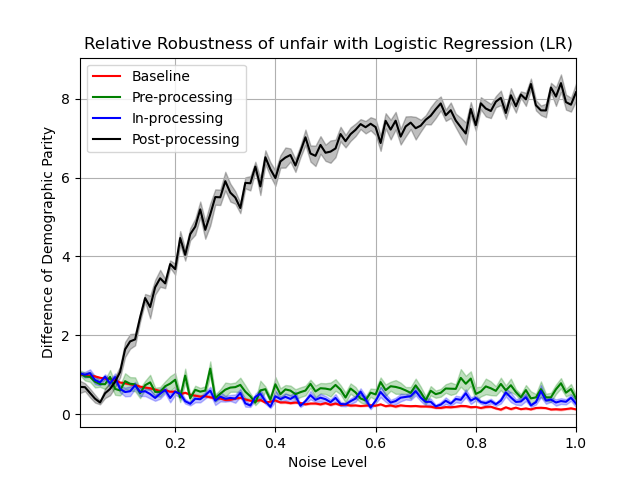 Relative Robustness of unfair with Logistic Regression (LR)
Baseline
Pre-processing
In-processing
Post-processing
Difference of Demographic Parity
8
6
4
2
0
0.2 0.4 0.6 0.8 1.0
Noise Level